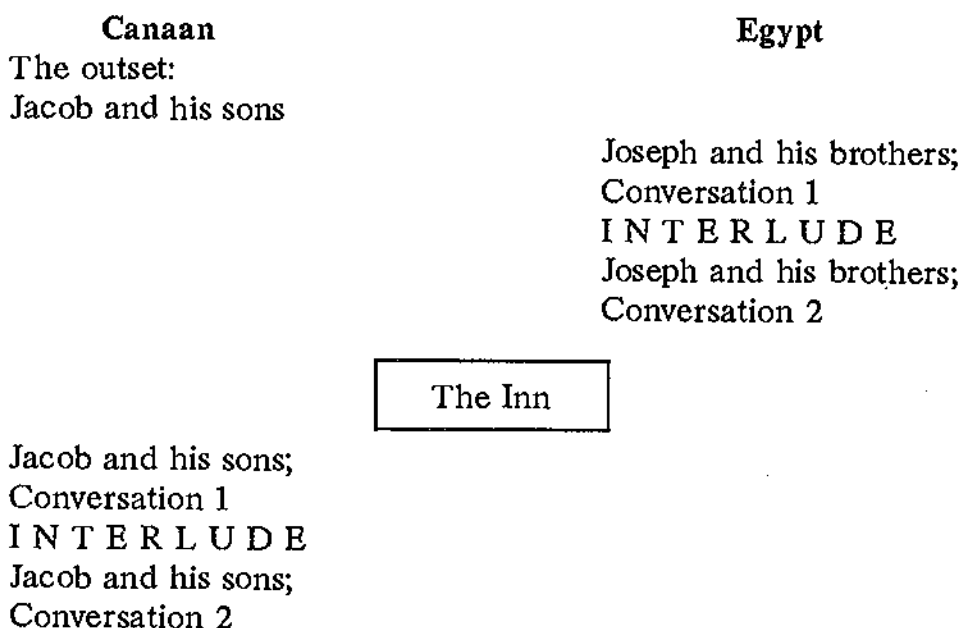 Canaan Egypt
The outset:
Jacob and his sons
Joseph and his brothers;
Conversation 1
I N T E R L U D E
Joseph and his brothers;
Conversation 2
The Inn
Jacob and his sons;
Conversation 1
I N T E R L U D E
Jacob and his sons;
Conversation 2